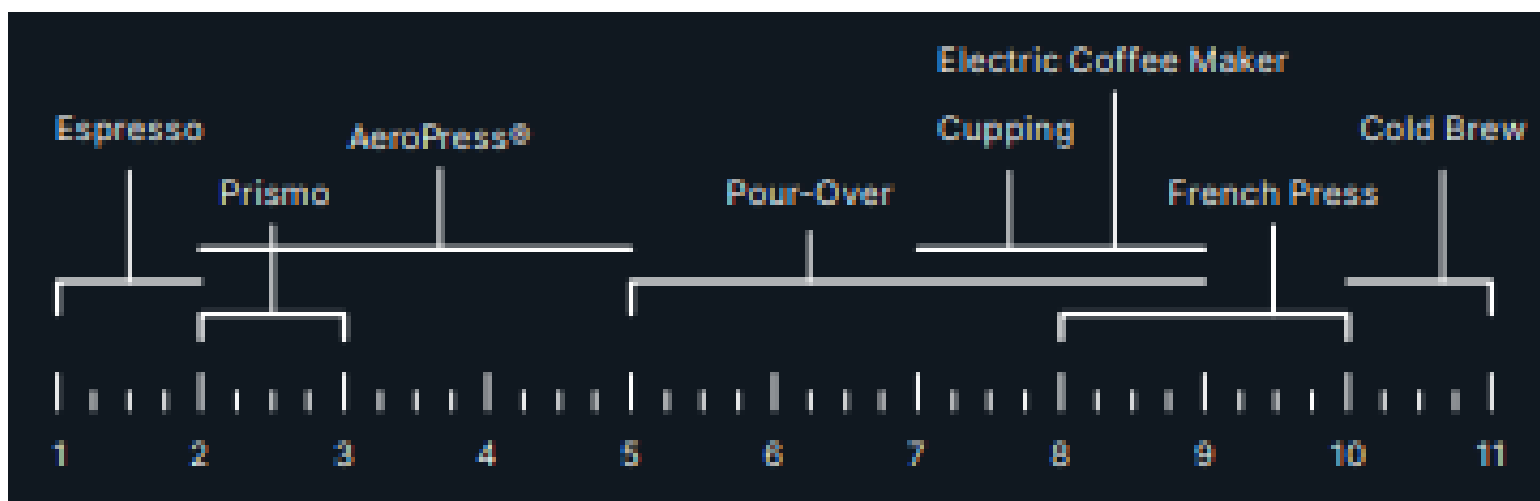 Electric Coffee Maker
Espresso
AeroPress®
Cupping
Cold Brew
Prismo
Pour-Over
French Press
1 2 3 4 5 6 7 8 9 10 11